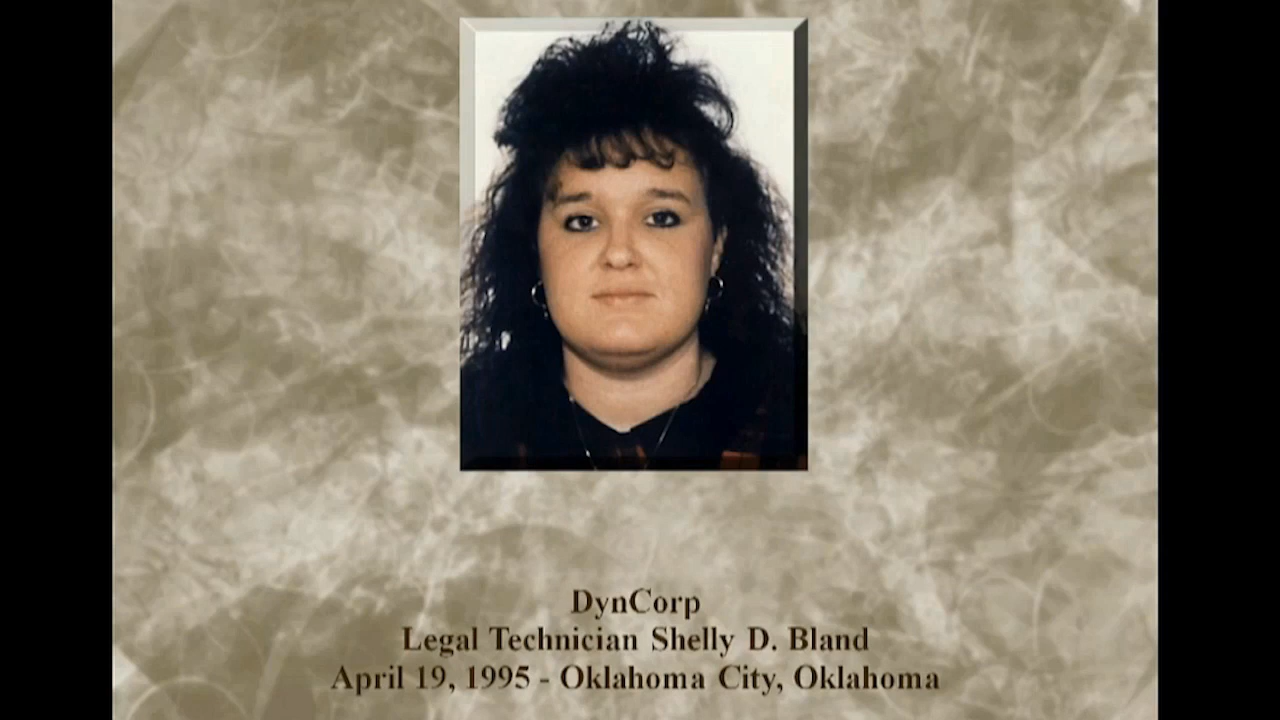 DynCorp
Legal Technician Shelly D. Bland
April 19, 1995 - Oklahoma City, Oklahoma